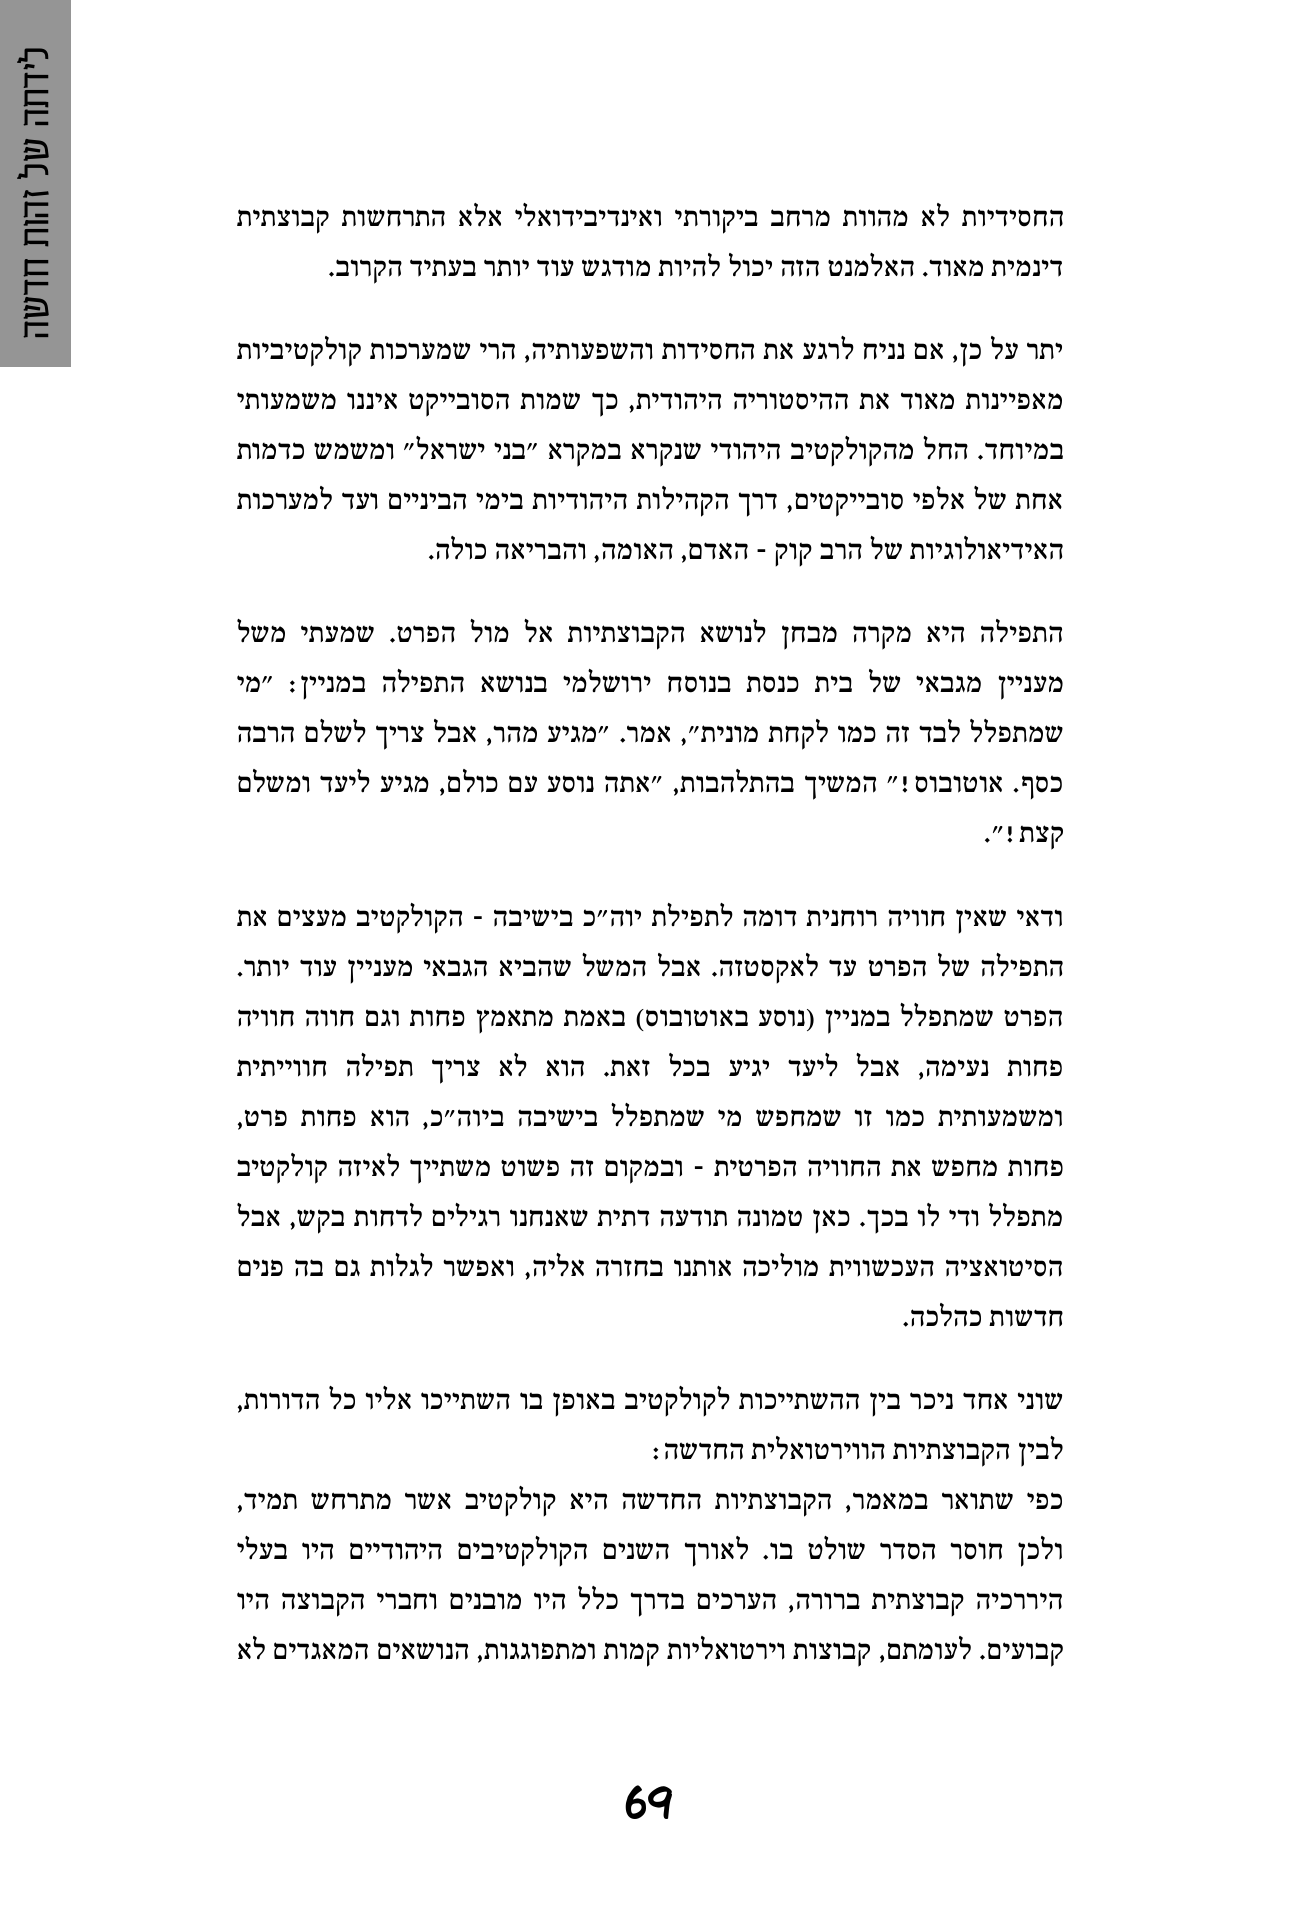 לידתה של זהות חדשה
החסידיות לא מהוות מרחב ביקורתי ואינדיבידואלי אלא התרחשות קבוצתית
דינמית מאוד. האלמנט הזה יכול להיות מודגש עוד יותר בעתיד הקרוב.
יתר על כן, אם נניח לרגע את החסידות והשפעותיה, הרי שמערכות קולקטיביות
מאפיינות מאוד את ההיסטוריה היהודית, כך שמות הסובייקט איננו משמעותי
במיוחד. החל מהקולקטיב היהודי שנקרא במקרא ״בני ישראל״ ומשמש כדמות
אחת של אלפי סובייקטים, דרך הקהילות היהודיות בימי הביניים ועד למערכות
האידיאולוגיות של הרב קוק - האדם, האומה, והבריאה כולה.
התפילה היא מקרה מבחן לנושא הקבוצתיות אל מול הפרט. שמעתי משל
מעניין מגבאי של בית כנסת בנוסח ירושלמי בנושא התפילה במניין: ״מי
שמתפלל לבד זה כמו לקחת מונית״, אמר. ״מגיע מהר, אבל צריך לשלם הרבה
כסף. אוטובוס!״ המשיך בהתלהבות, ״אתה נוסע עם כולם, מגיע ליעד ומשלם
קצת!״.
ודאי שאין חוויה רוחנית דומה לתפילת יוה״כ בישיבה - הקולקטיב מעצים את
התפילה של הפרט עד לאקסטזה. אבל המשל שהביא הגבאי מעניין עוד יותר.
הפרט שמתפלל במניין (נוסע באוטובוס) באמת מתאמץ פחות וגם חווה חוויה
פחות נעימה, אבל ליעד יגיע בכל זאת. הוא לא צריך תפילה חווייתית
ומשמעותית כמו זו שמחפש מי שמתפלל בישיבה ביוה״כ, הוא פחות פרט,
פחות מחפש את החוויה הפרטית - ובמקום זה פשוט משתייך לאיזה קולקטיב
מתפלל ודי לו בכך. כאן טמונה תודעה דתית שאנחנו רגילים לדחות בקש, אבל
הסיטואציה העכשווית מוליכה אותנו בחזרה אליה, ואפשר לגלות גם בה פנים
חדשות כהלכה.
שוני אחד ניכר בין ההשתייכות לקולקטיב באופן בו השתייכו אליו כל הדורות,
לבין הקבוצתיות הווירטואלית החדשה:
כפי שתואר במאמר, הקבוצתיות החדשה היא קולקטיב אשר מתרחש תמיד,
ולכן חוסר הסדר שולט בו. לאורך השנים הקולקטיבים היהודיים היו בעלי
היררכיה קבוצתית ברורה, הערכים בדרך כלל היו מובנים וחברי הקבוצה היו
קבועים. לעומתם, קבוצות וירטואליות קמות ומתפוגגות, הנושאים המאגדים לא
69